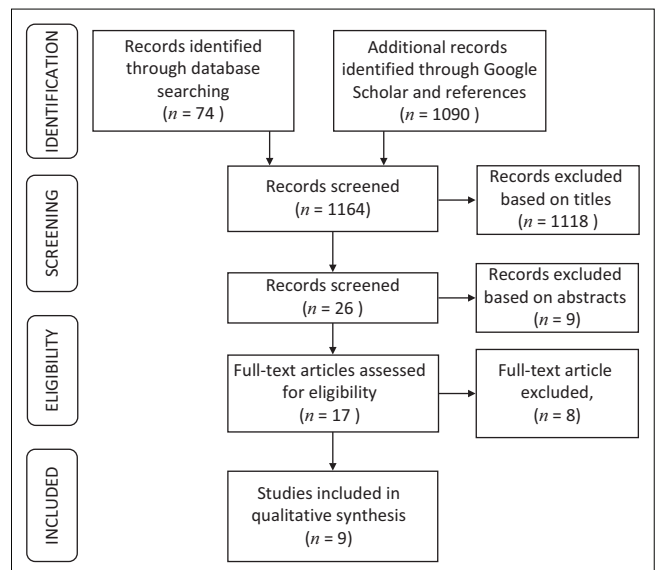 IDENTIFICATION
Records identified
through database
searching
(n = 74 )
Additional records
identified through Google
Scholar and references
(n = 1090 )
SCREENING
Records screened
(n = 1164)
Records excluded
based on titles
(n = 1118 )
Records screened
(n = 26 )
Records excluded
based on abstracts
(n = 9)
ELIGIBILITY
Full-text articles assessed
for eligibility
(n = 17 )
Full-text article
excluded,
(n = 8)
INCLUDED
Studies included in
qualitative synthesis
(n = 9)